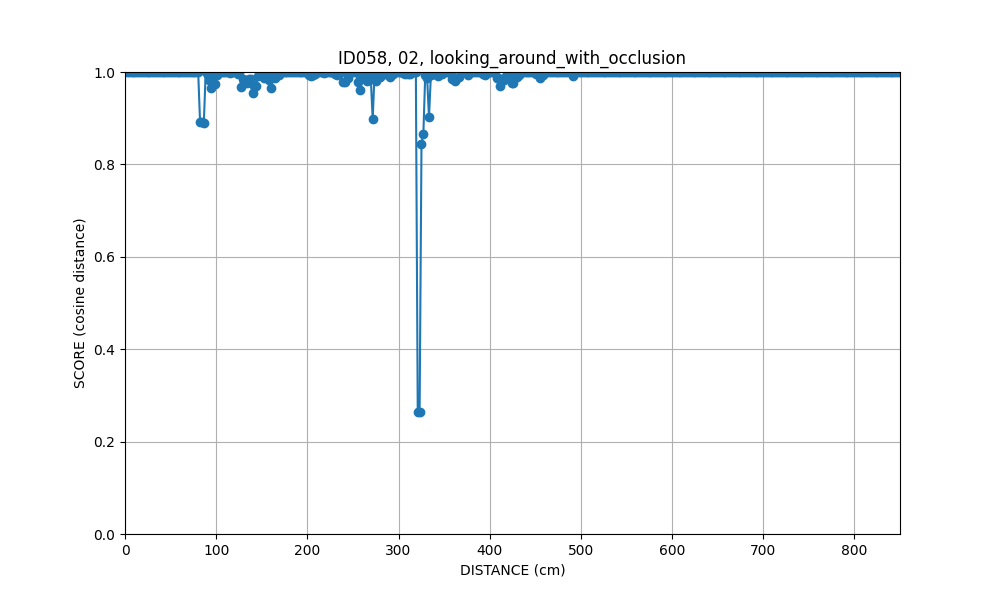 ID058, 02, looking_around_with_occlusion
1.0
0.8
0.6
0.4
0.2
0.0
SCORE (cosine distance)
0 100 200 300 400 500 600 700 800
DISTANCE (cm)